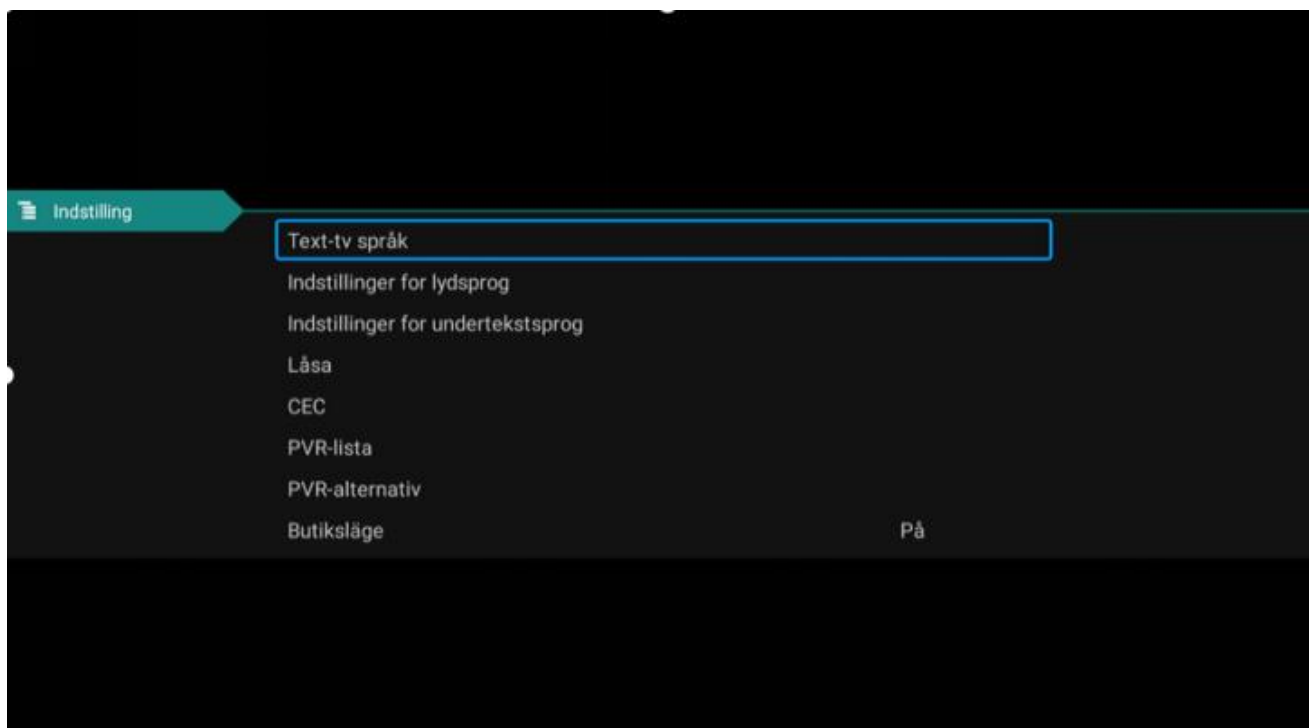 Indstilling
Text-tv språk
Indstillinger for lydsprog
Indstillinger for undertekstsprog
Låsa
CEC
PVR-lista
PVR-alternativ
Butiksläge På